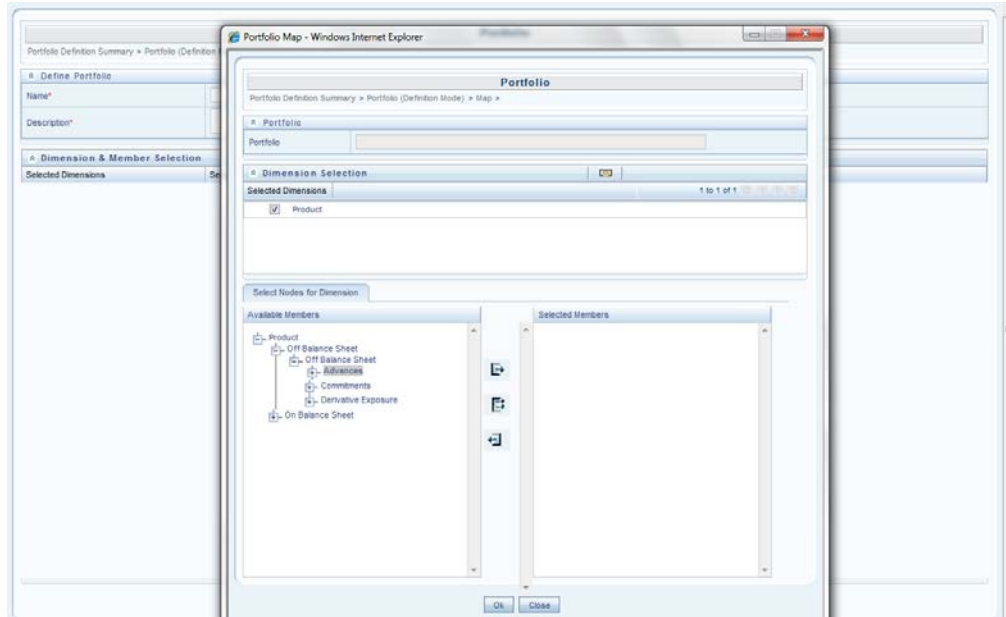 Portfolio Map - Windows Internet Explorer
Portfolio
Portfolio Definition Summary » Portfolio (Definition
Define Portfolio
Name*
Description*
Dimension & Member Selection
Selected Dimensions Se
Portfolio
Portfolio Definition Summary » Portfolio (Definition Mode) » Map »
Portfolio
Portfolio
Dimension Selection
Selected Dimensions 1 to 1 of 1
Product
Select Nodes for Dimension
Available Members Selected Members
Product
Off Balance Sheet
Off Balance Sheet
Advances
Commitments
Derivative Exposure
On Balance Sheet
Ok Close